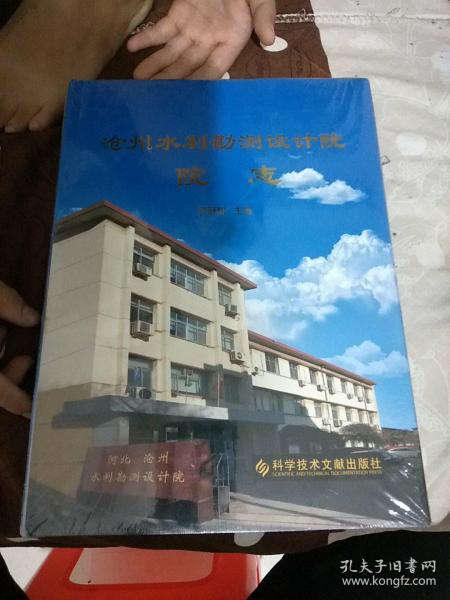 沧州水利勘测设计院
院志
主编
河北 沧州
水利勘测设计院
科学技术文献出版社
SCIENTIFIC AND TECHNICAL DOCUMENTATION PRESS
孔夫子旧书网
www.kongfz.com